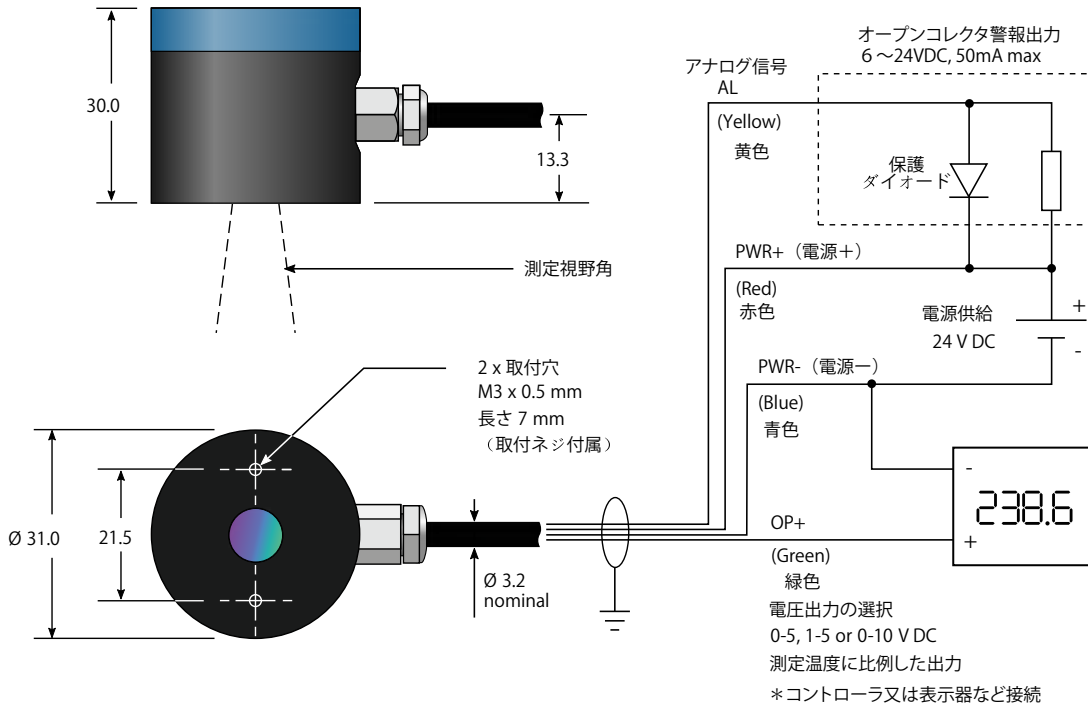 30.0
13.3
測定視野角
2 x 取付穴
M3 x 0.5 mm
長さ 7 mm
（取付ネジ付属）
Ø 31.0
21.5
Ø 3.2
nominal
オープンコレクタ警報出力
6～24VDC, 50mA max
アナログ信号
AL
(Yellow)
黄色
保護
ダイオード
PWR+（電源＋）
(Red)
赤色
電源供給
24 V DC
+
-
PWR-（電源ー）
(Blue)
青色
-
238.6
+
OP+
(Green)
緑色
電圧出力の選択
0-5, 1-5 or 0-10 V DC
測定温度に比例した出力
＊コントローラ又は表示器など接続